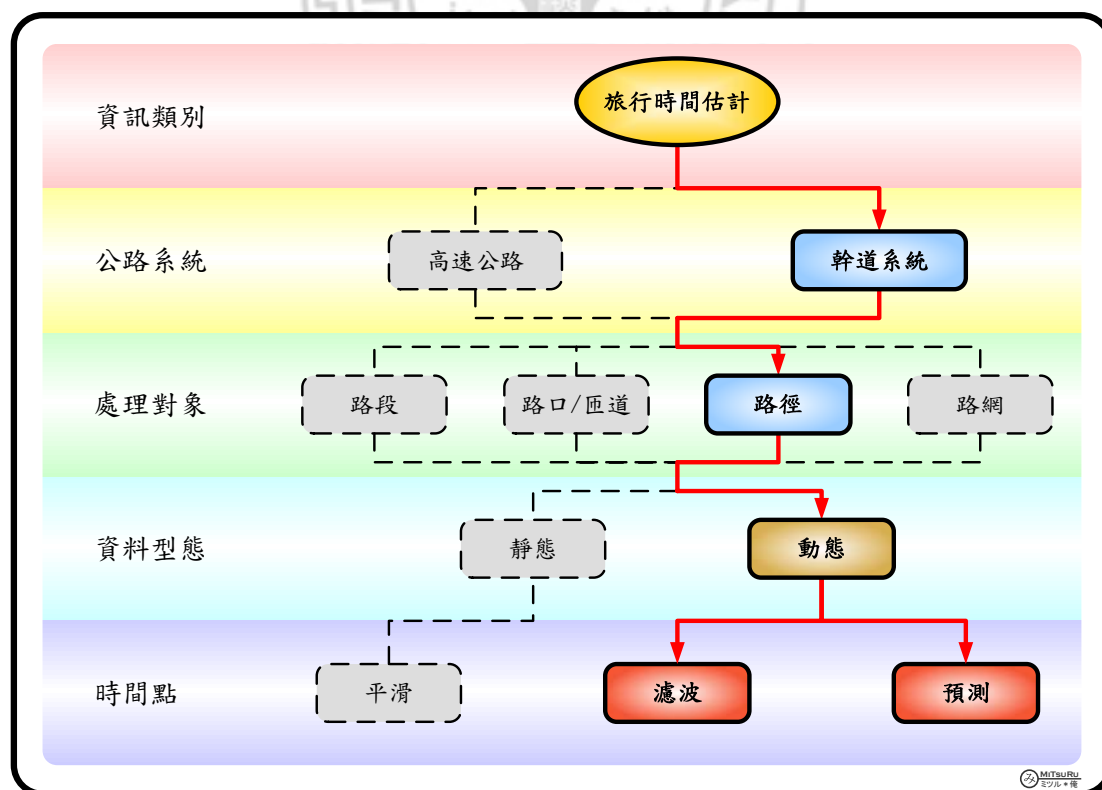 資訊類別
旅行時間估計
公路系統
高速公路
幹道系統
處理對象
路段
路口/匝道
路徑
路網
資料型態
靜態
動態
時間點
平滑
濾波
預測
み MiTSURU
ミツル*俺